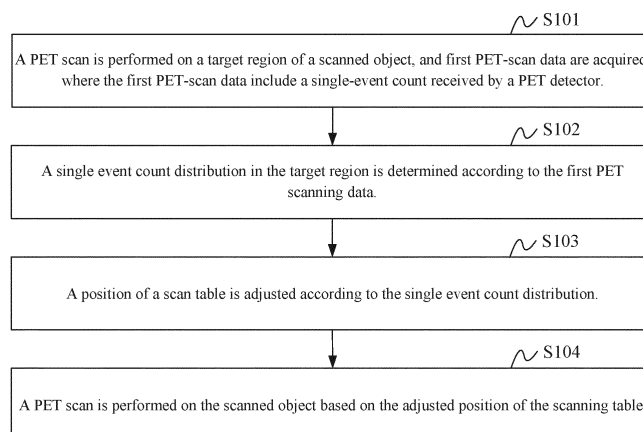 S101
A PET scan is performed on a target region of a scanned object, and first PET-scan data are acquired
where the first PET-scan data include a single-event count received by a PET detector.
S102
A single event count distribution in the target region is determined according to the first PET
scanning data.
S103
A position of a scan table is adjusted according to the single event count distribution.
S104
A PET scan is performed on the scanned object based on the adjusted position of the scanning table